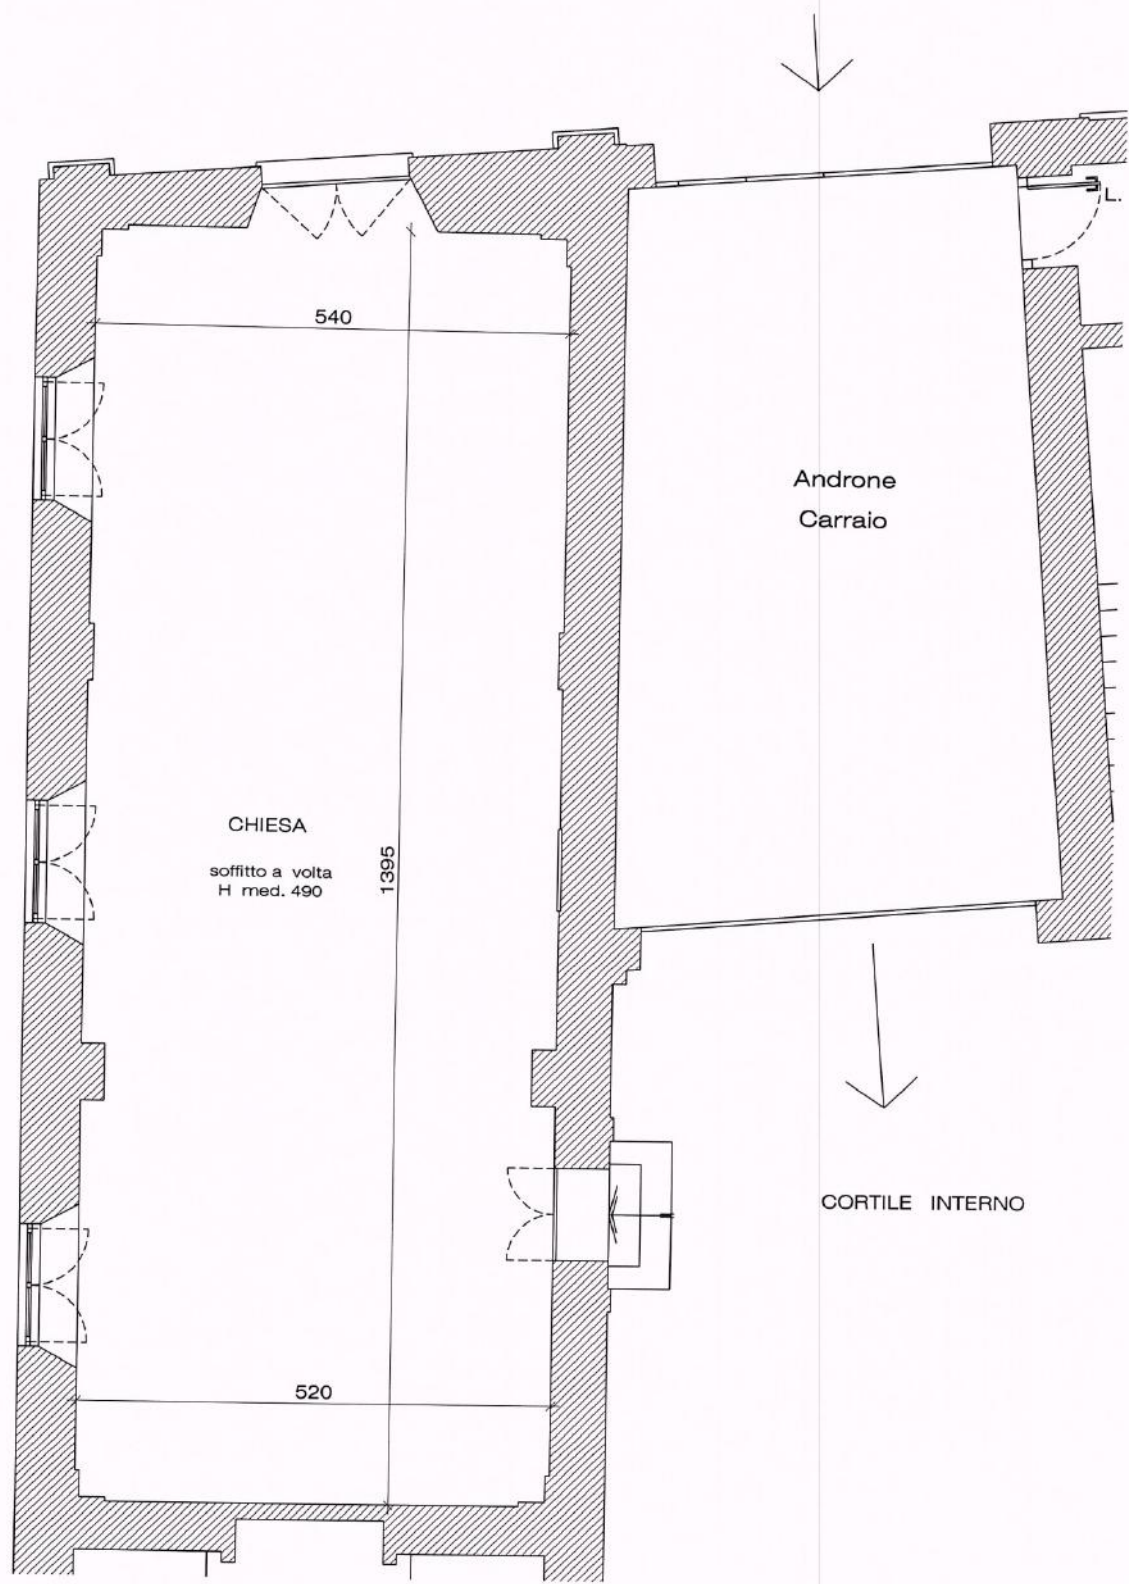 L.
540
Androne
Carraio
CHIESA
soffitto a volta
H med. 490
1395
CORTILE INTERNO
520